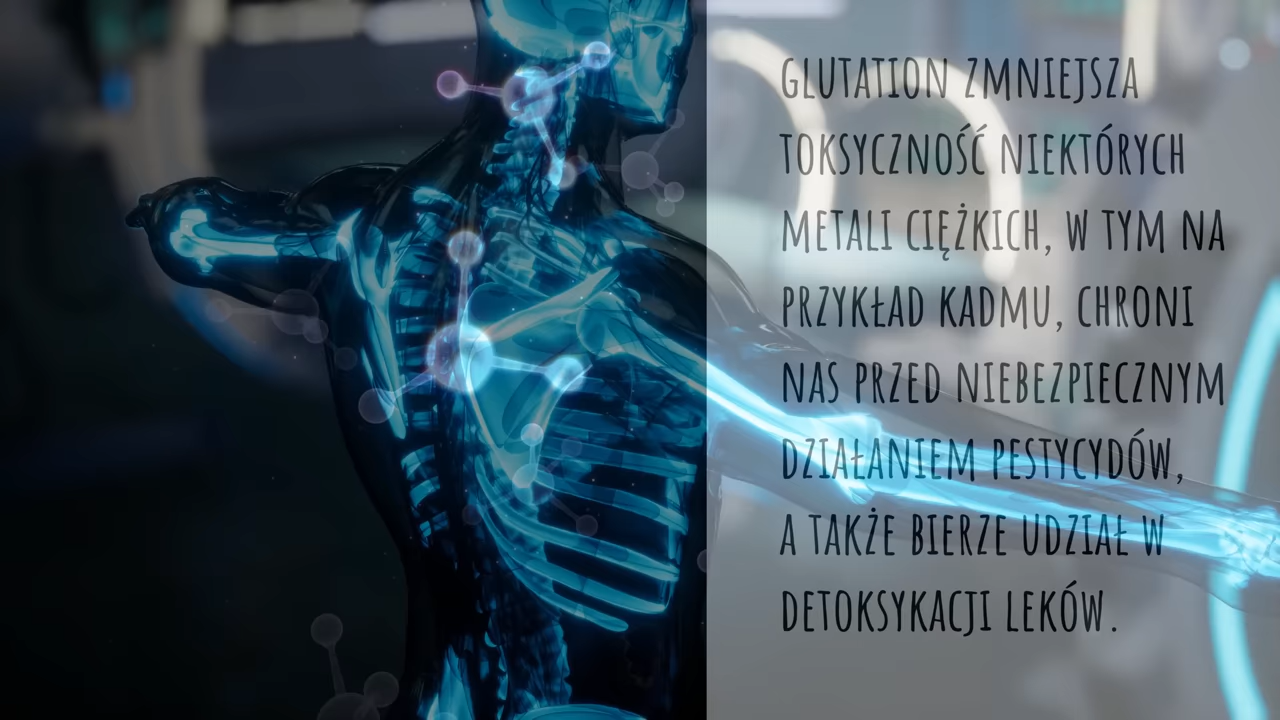 GLUTATION ZMNIEJSZA
TOKSYCZNOŚĆ NIEKTÓRYCH
METALI CIĘŻKICH, W TYM NA
PRZYKŁAD KADMU, CHRONI
NAS PRZED NIEBEZPIECZNYM
DZIAŁANIEM PESTYCYDÓW,
A TAKŻE BIERZE UDZIAŁ W
DETOKSYKACJI LEKÓW.